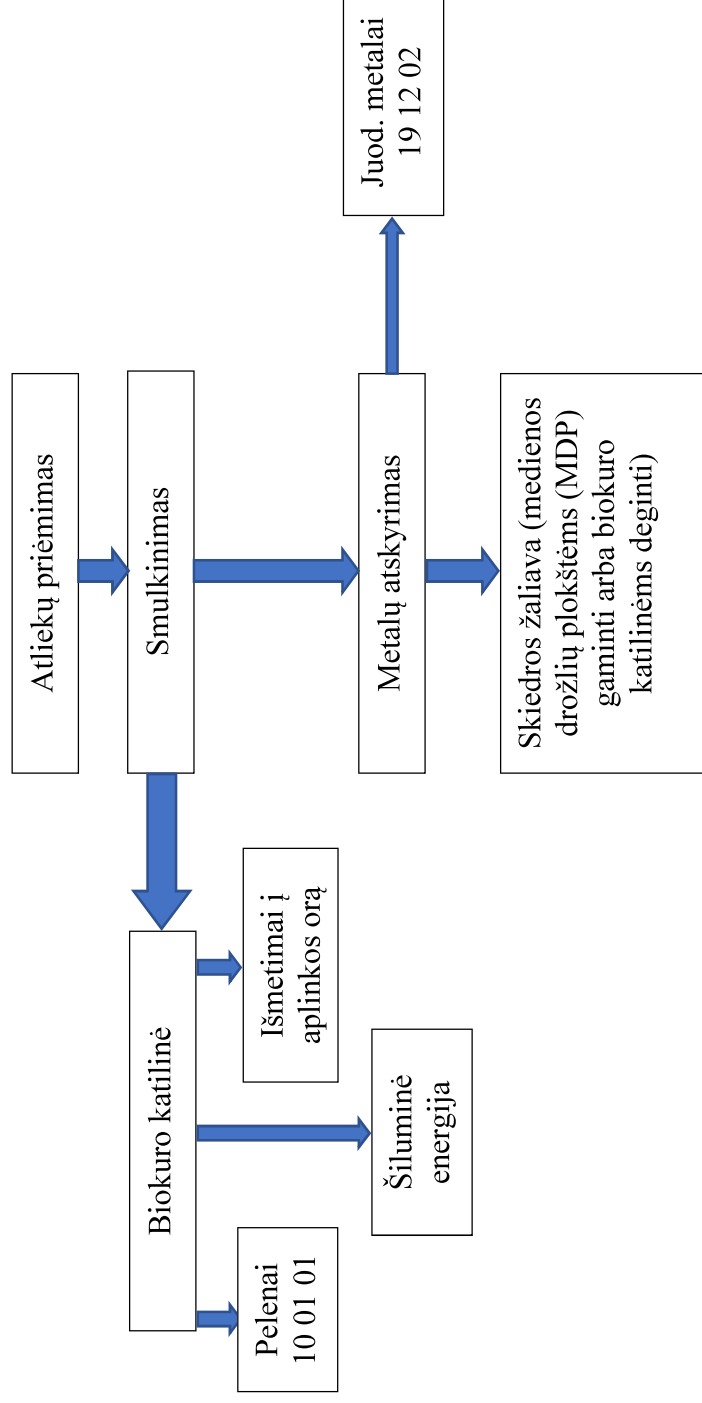 Atliekų priėmimas
Smulkinimas
Biokuro katilinė
Pelenai
10 01 01
Šiluminė
energija
Išmetimai į
aplinkos orą
Metalų atskyrimas
Juod. metalai
19 12 02
Skiedros žaliava (medienos
drožlių plokštėms (MDP)
gaminti arba biokuro
katilinėms deginti)